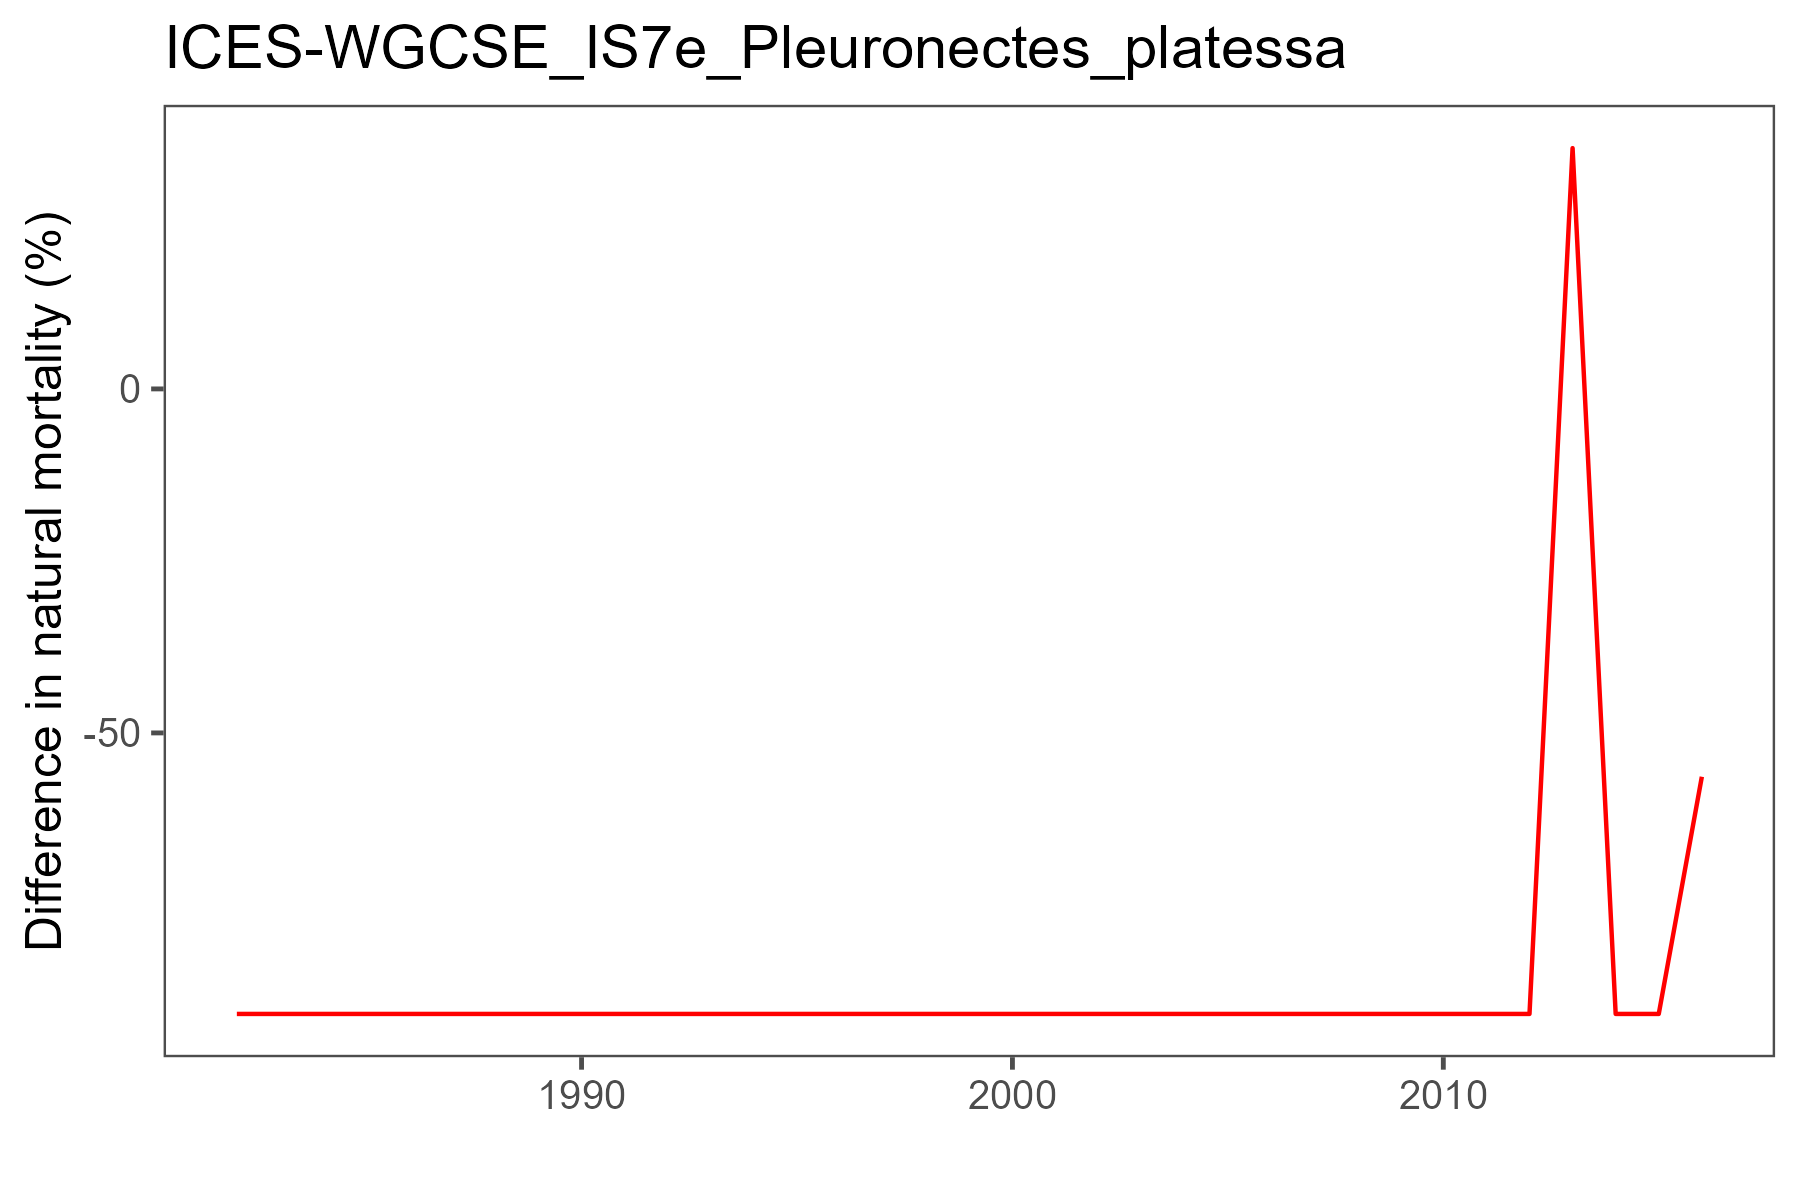 ICES-WGCSE_IS7e_Pleuronectes_platessa
Difference in natural mortality (%)
0
-50
1990
2000
2010